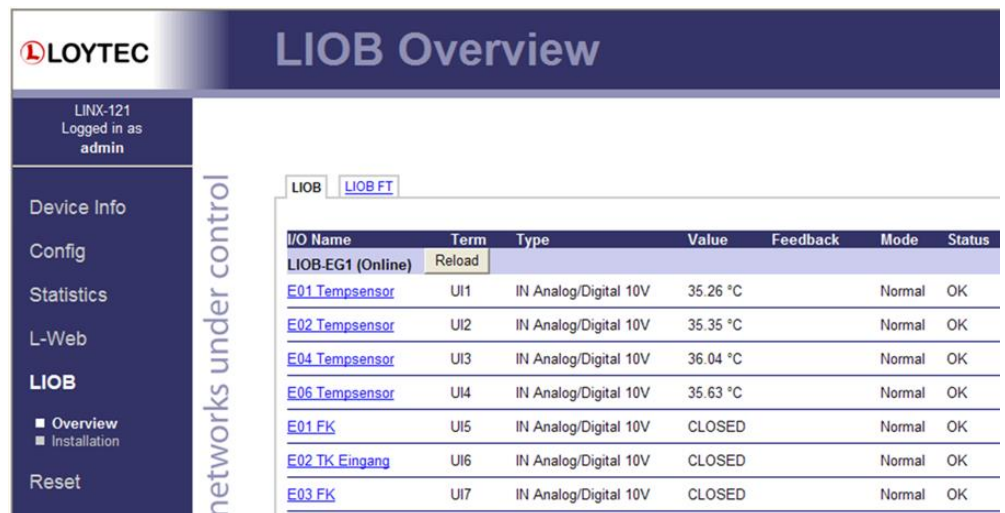 LOYTEC
LIOB Overview
LINX-121
Logged in as
admin
Device Info
Config
Statistics
L-Web
LIOB
Overview
Installation
Reset
networks under control
LIOB LIOB FT
I/O Name Term Type Value Feedback Mode Status
LIOB-EG1 (Online) Reload
E01 Tempsensor UI1 IN Analog/Digital 10V 35.26 °C Normal OK
E02 Tempsensor UI2 IN Analog/Digital 10V 35.35 °C Normal OK
E04 Tempsensor UI3 IN Analog/Digital 10V 36.04 °C Normal OK
E06 Tempsensor UI4 IN Analog/Digital 10V 35.63 °C Normal OK
E01 FK UI5 IN Analog/Digital 10V CLOSED Normal OK
E02 TK Eingang UI6 IN Analog/Digital 10V CLOSED Normal OK
E03 FK UI7 IN Analog/Digital 10V CLOSED Normal OK